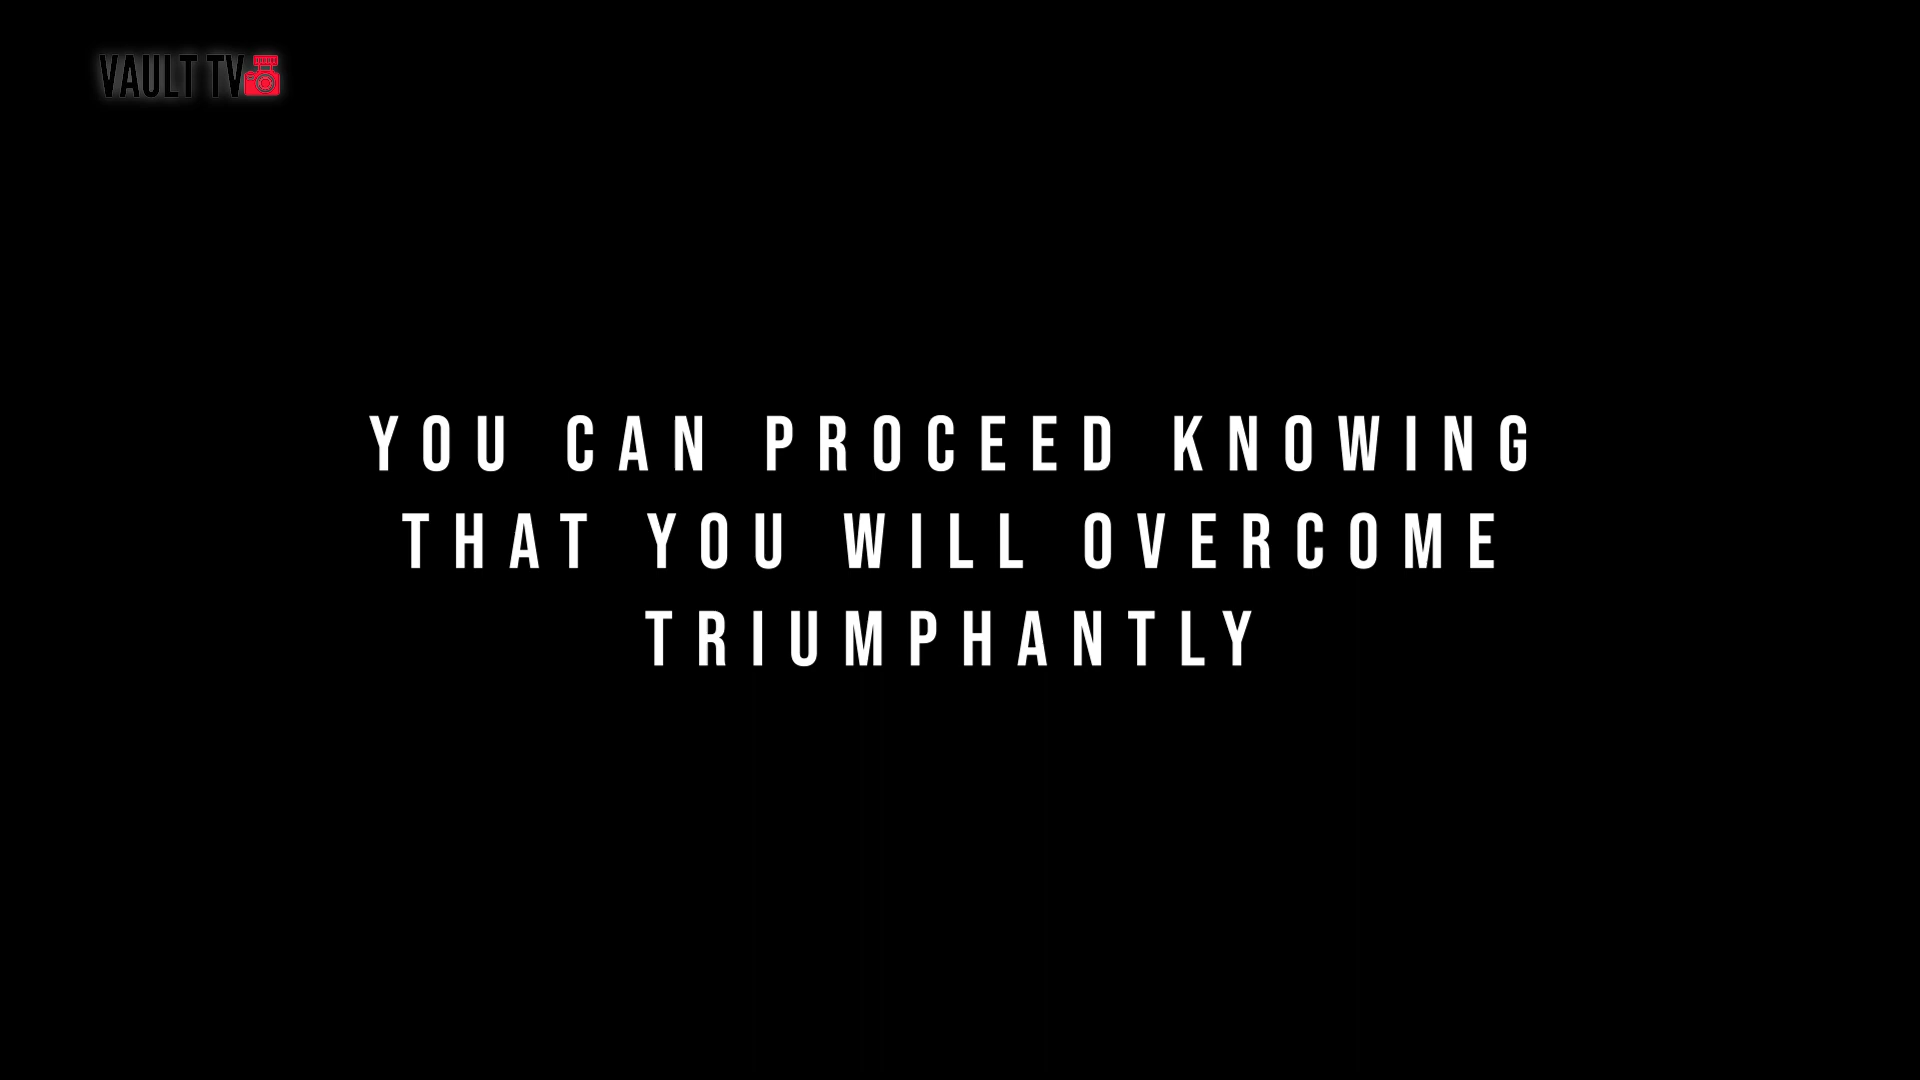 VAULT TV
YOU CAN PROCEED KNOWING
THAT YOU WILL OVERCOME
TRIUMPHANTLY